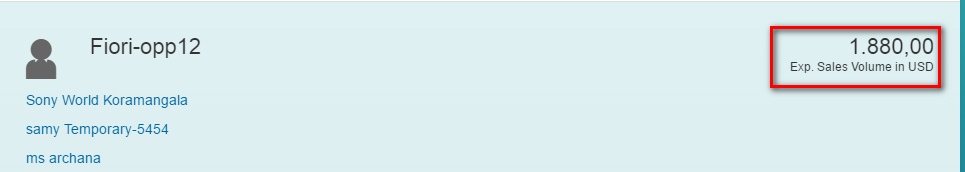 Fiori-opp12
1.880,00
Exp. Sales Volume in USD
Sony World Koramangala
samy Temporary-5454
ms archana